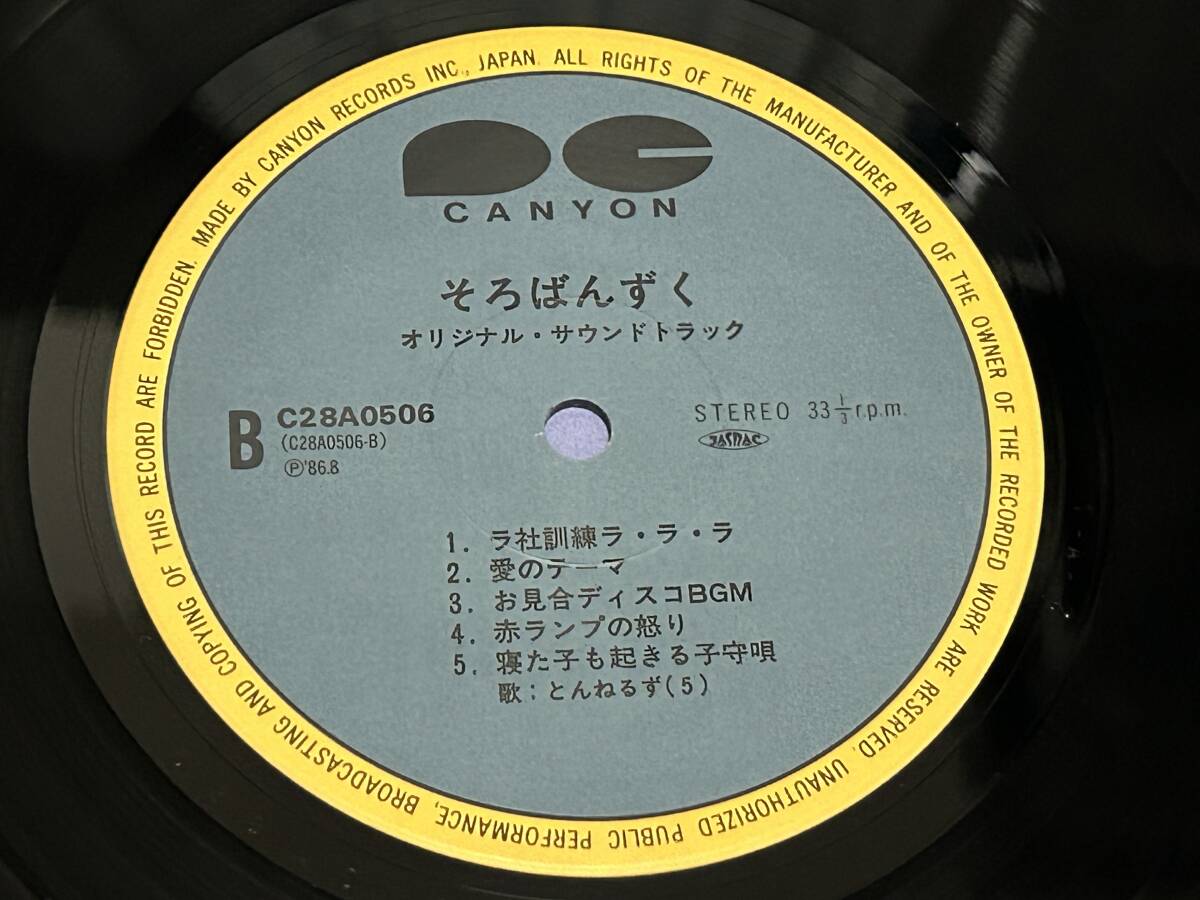 MADE BY CANYON RECORDS INC., JAPAN. ALL RIGHTS OF THE MANUFACTURER AND OF THE OWNER OF THE RECORDED WORK ARE RESERVED. UNAUTHORIZED PUBLIC PERFORMANCE, BROADCASTING AND COPYING OF THIS RECORD ARE FORBIDDEN.
PC
CANYON
そろばんずく
オリジナル・サウンドトラック
B C28A0506
(C28A0506-B)
Ⓟ'86.8
STEREO 33 1/3 r.p.m.
JASRAC
1. ラ社訓練ラ・ラ・ラ
2. 愛のテーマ
3. お見合ディスコBGM
4. 赤ランプの怒り
5. 寝た子も起きる子守唄
歌：とんねるず(5)